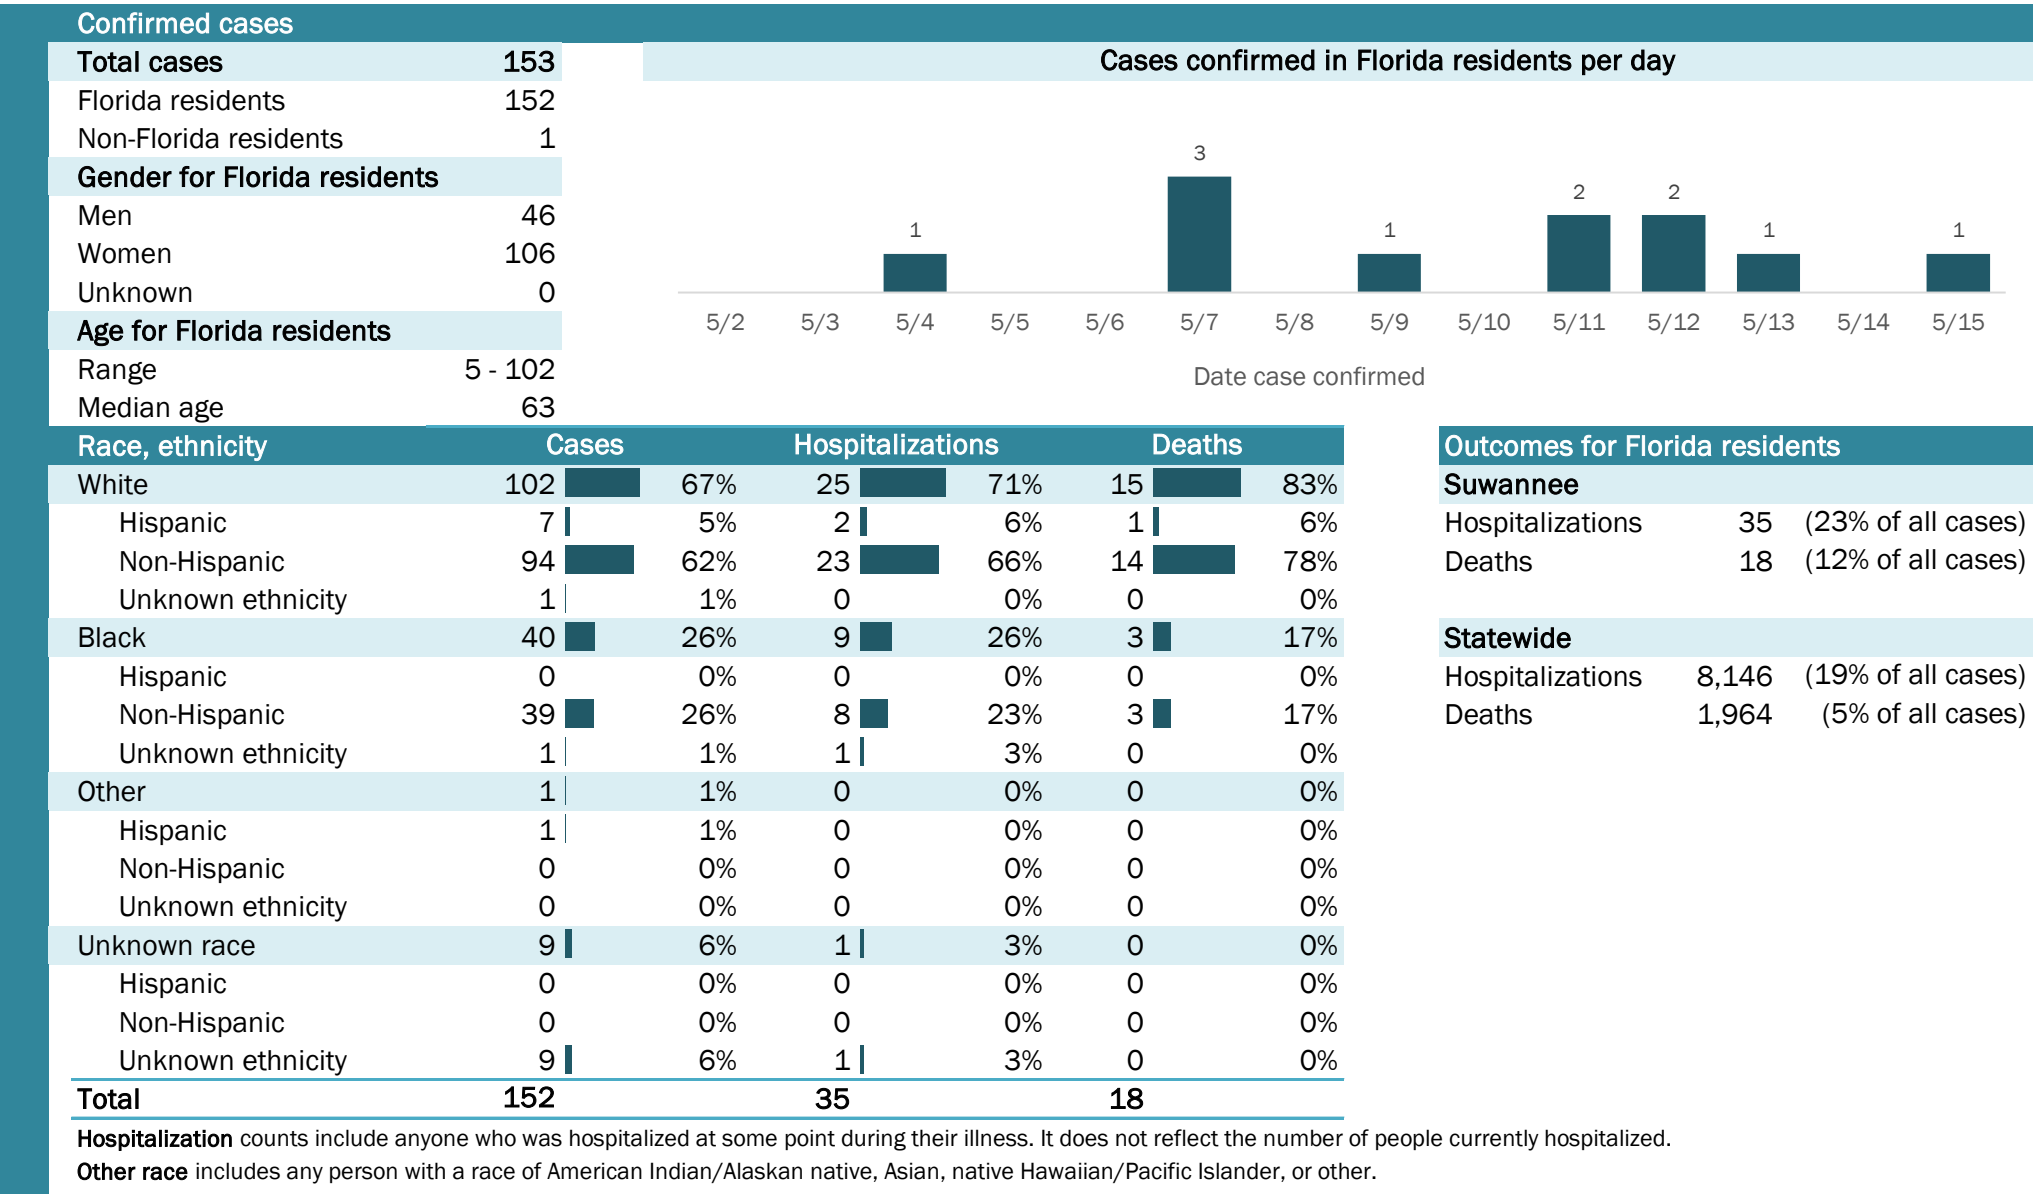 Confirmed cases
Total cases 153
Florida residents 152
Non-Florida residents 1
Gender for Florida residents
Men 46
Women 106
Unknown 0
Age for Florida residents
Range 5 - 102
Median age 63
Cases confirmed in Florida residents per day
3
2 2
1 1 1 1
5/2 5/3 5/4 5/5 5/6 5/7 5/8 5/9 5/10 5/11 5/12 5/13 5/14 5/15
Date case confirmed
Race, ethnicity Cases Hospitalizations Deaths
White 102 67% 25 71% 15 83%
Hispanic 7 5% 2 6% 1 6%
Non-Hispanic 94 62% 23 66% 14 78%
Unknown ethnicity 1 1% 0 0% 0 0%
Black 40 26% 9 26% 3 17%
Hispanic 0 0% 0 0% 0 0%
Non-Hispanic 39 26% 8 23% 3 17%
Unknown ethnicity 1 1% 1 3% 0 0%
Other 1 1% 0 0% 0 0%
Hispanic 1 1% 0 0% 0 0%
Non-Hispanic 0 0% 0 0% 0 0%
Unknown ethnicity 0 0% 0 0% 0 0%
Unknown race 9 6% 1 3% 0 0%
Hispanic 0 0% 0 0% 0 0%
Non-Hispanic 0 0% 0 0% 0 0%
Unknown ethnicity 9 6% 1 3% 0 0%
Total 152 35 18
Outcomes for Florida residents
Suwannee
Hospitalizations 35 (23% of all cases)
Deaths 18 (12% of all cases)
Statewide
Hospitalizations 8,146 (19% of all cases)
Deaths 1,964 (5% of all cases)
Hospitalization counts include anyone who was hospitalized at some point during their illness. It does not reflect the number of people currently hospitalized.
Other race includes any person with a race of American Indian/Alaskan native, Asian, native Hawaiian/Pacific Islander, or other.